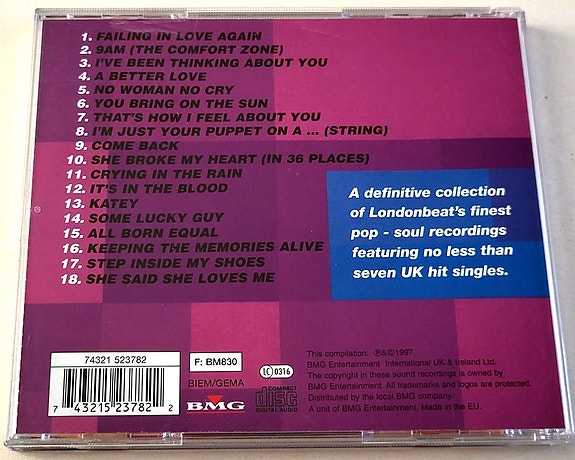 1. FAILING IN LOVE AGAIN
2. 9AM (THE COMFORT ZONE)
3. I'VE BEEN THINKING ABOUT YOU
4. A BETTER LOVE
5. NO WOMAN NO CRY
6. YOU BRING ON THE SUN
7. THAT'S HOW I FEEL ABOUT YOU
8. I'M JUST YOUR PUPPET ON A ... (STRING)
9. COME BACK
10. SHE BROKE MY HEART (IN 36 PLACES)
11. CRYING IN THE RAIN
12. IT'S IN THE BLOOD
13. KATEY
14. SOME LUCKY GUY
15. ALL BORN EQUAL
16. KEEPING THE MEMORIES ALIVE
17. STEP INSIDE MY SHOES
18. SHE SAID SHE LOVES ME
A definitive collection
of Londonbeat's finest
pop - soul recordings
featuring no less than
seven UK hit singles.
74321 523782
7 43215 23782 2
F: BM830
BIEM/GEMA
BMG
LC 0316
COMPACT
disc
DIGITAL AUDIO
This compilation: ℗&©1997
BMG Entertainment International UK & Ireland Ltd.
The copyright in these sound recordings is owned by
BMG Entertainment. All trademarks and logos are protected.
Distributed by the local BMG company.
A unit of BMG Entertainment. Made in the EU.